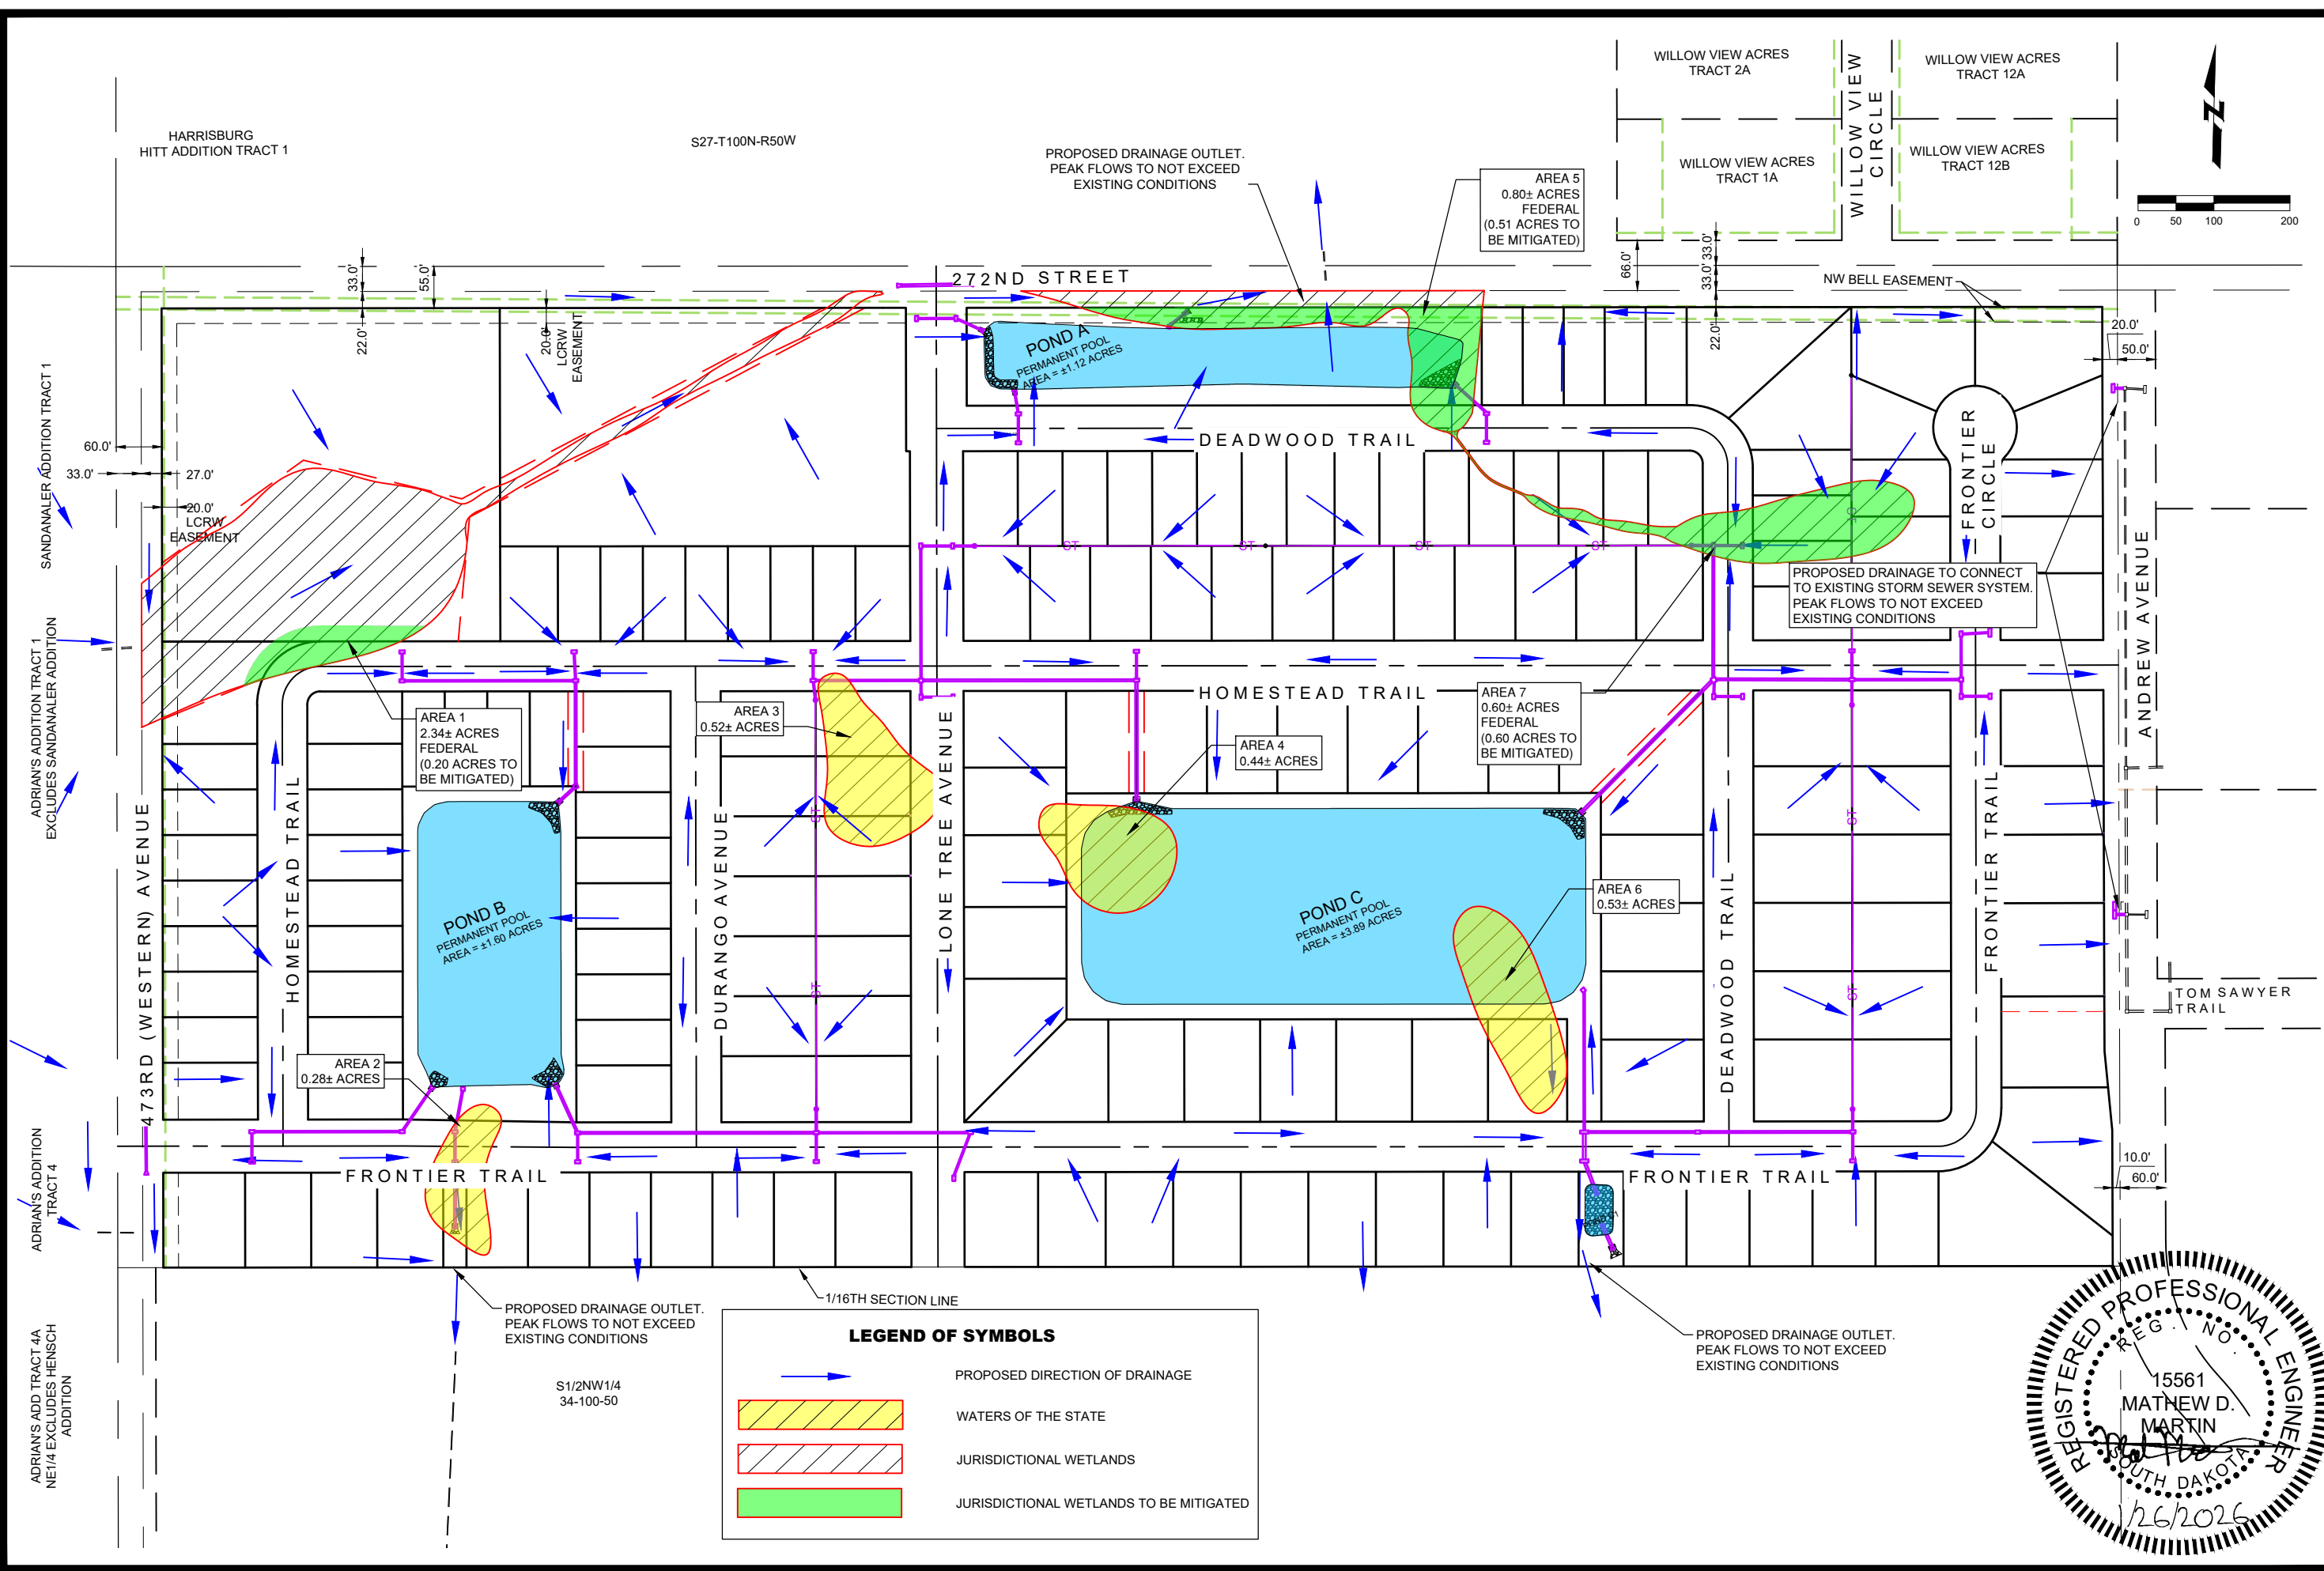 HARRISBURG
HITT ADDITION TRACT 1
S27-T100N-R50W
PROPOSED DRAINAGE OUTLET.
PEAK FLOWS TO NOT EXCEED
EXISTING CONDITIONS
AREA 5
0.80± ACRES
FEDERAL
(0.51 ACRES TO
BE MITIGATED)
WILLOW VIEW ACRES
TRACT 2A
WILLOW VIEW ACRES
TRACT 12A
WILLOW VIEW ACRES
TRACT 1A
WILLOW VIEW ACRES
TRACT 12B
WILLOW VIEW
CIRCLE
N
0 50 100 200
33.0'
55.0'
22.0'
20.0'
LCRW
EASEMENT
272ND STREET
66.0'
33.0'
33.0'
22.0'
NW BELL EASEMENT
20.0'
50.0'
POND A
PERMANENT POOL
AREA = ±1.12 ACRES
DEADWOOD TRAIL
FRONTIER
CIRCLE
SANDANALER ADDITION TRACT 1
60.0'
33.0'
27.0'
20.0'
LCRW
EASEMENT
ST
ST
ST
ST
ST
PROPOSED DRAINAGE TO CONNECT
TO EXISTING STORM SEWER SYSTEM.
PEAK FLOWS TO NOT EXCEED
EXISTING CONDITIONS
ANDREW AVENUE
ADRIAN'S ADDITION TRACT 1
EXCLUDES SANDANALER ADDITION
HOMESTEAD TRAIL
AREA 1
2.34± ACRES
FEDERAL
(0.20 ACRES TO
BE MITIGATED)
AREA 3
0.52± ACRES
AREA 4
0.44± ACRES
AREA 7
0.60± ACRES
FEDERAL
(0.60 ACRES TO
BE MITIGATED)
473RD (WESTERN) AVENUE
HOMESTEAD TRAIL
POND B
PERMANENT POOL
AREA = ±1.60 ACRES
DURANGO AVENUE
ST
ST
LONE TREE AVENUE
POND C
PERMANENT POOL
AREA = ±3.89 ACRES
AREA 6
0.53± ACRES
DEADWOOD TRAIL
ST
ST
FRONTIER TRAIL
TOM SAWYER
TRAIL
AREA 2
0.28± ACRES
FRONTIER TRAIL
FRONTIER TRAIL
10.0'
60.0'
ADRIAN'S ADDITION
TRACT 4
ADRIAN'S ADD TRACT 4A
NE1/4 EXCLUDES HENSCH
ADDITION
PROPOSED DRAINAGE OUTLET.
PEAK FLOWS TO NOT EXCEED
EXISTING CONDITIONS
1/16TH SECTION LINE
S1/2NW1/4
34-100-50
PROPOSED DRAINAGE OUTLET.
PEAK FLOWS TO NOT EXCEED
EXISTING CONDITIONS
LEGEND OF SYMBOLS
PROPOSED DIRECTION OF DRAINAGE
WATERS OF THE STATE
JURISDICTIONAL WETLANDS
JURISDICTIONAL WETLANDS TO BE MITIGATED
REGISTERED PROFESSIONAL ENGINEER
REG. NO.
15561
MATHEW D.
MARTIN
SOUTH DAKOTA
1/26/2026